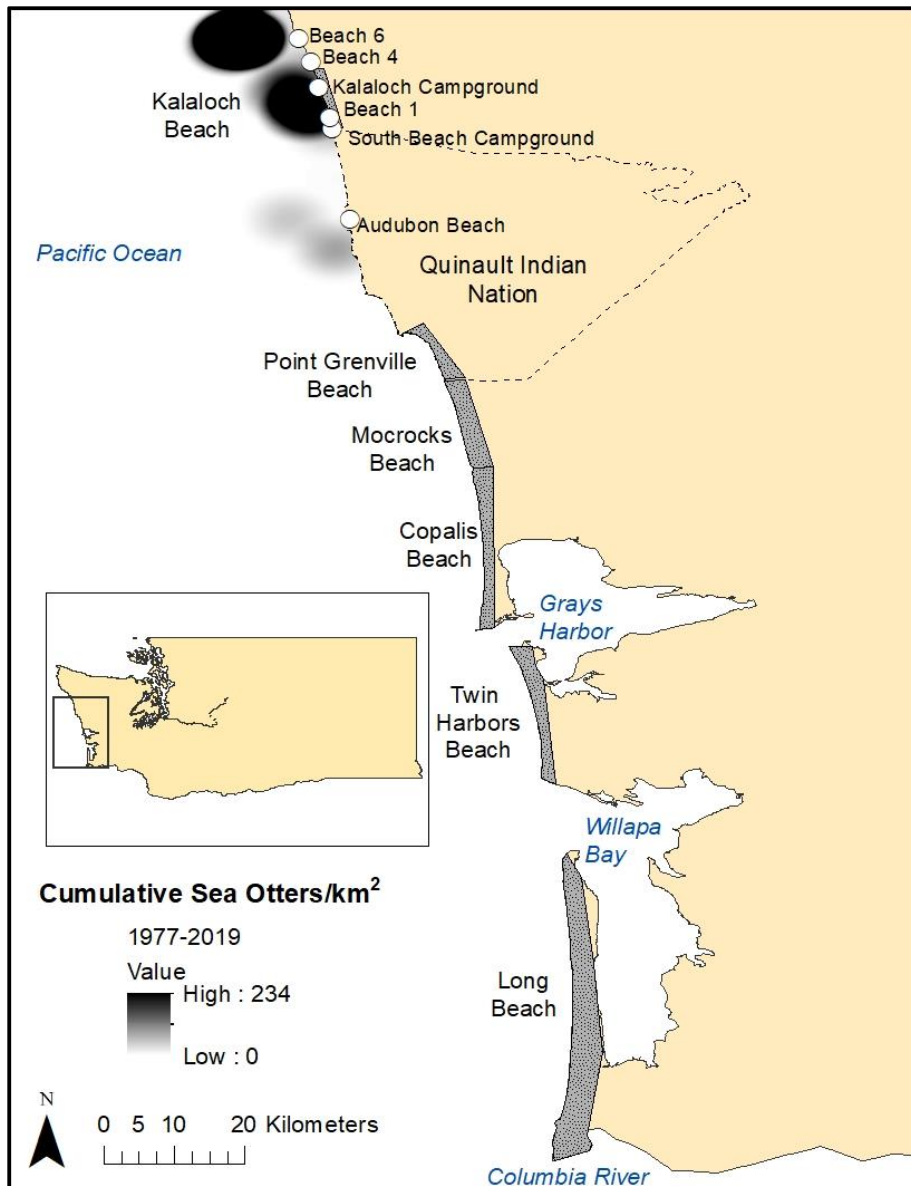 Beach 6
Beach 4
Kalaloch Campground
Kalaloch
Beach
Beach 1
South Beach Campground
Audubon Beach
Pacific Ocean
Quinault Indian
Nation
Point Grenville
Beach
Mocrocks
Beach
Copalis
Beach
Grays
Harbor
Twin
Harbors
Beach
Willapa
Bay
Cumulative Sea Otters/km²
1977-2019
Value
High : 234
Low : 0
Long
Beach
N
0 5 10 20 Kilometers
Columbia River